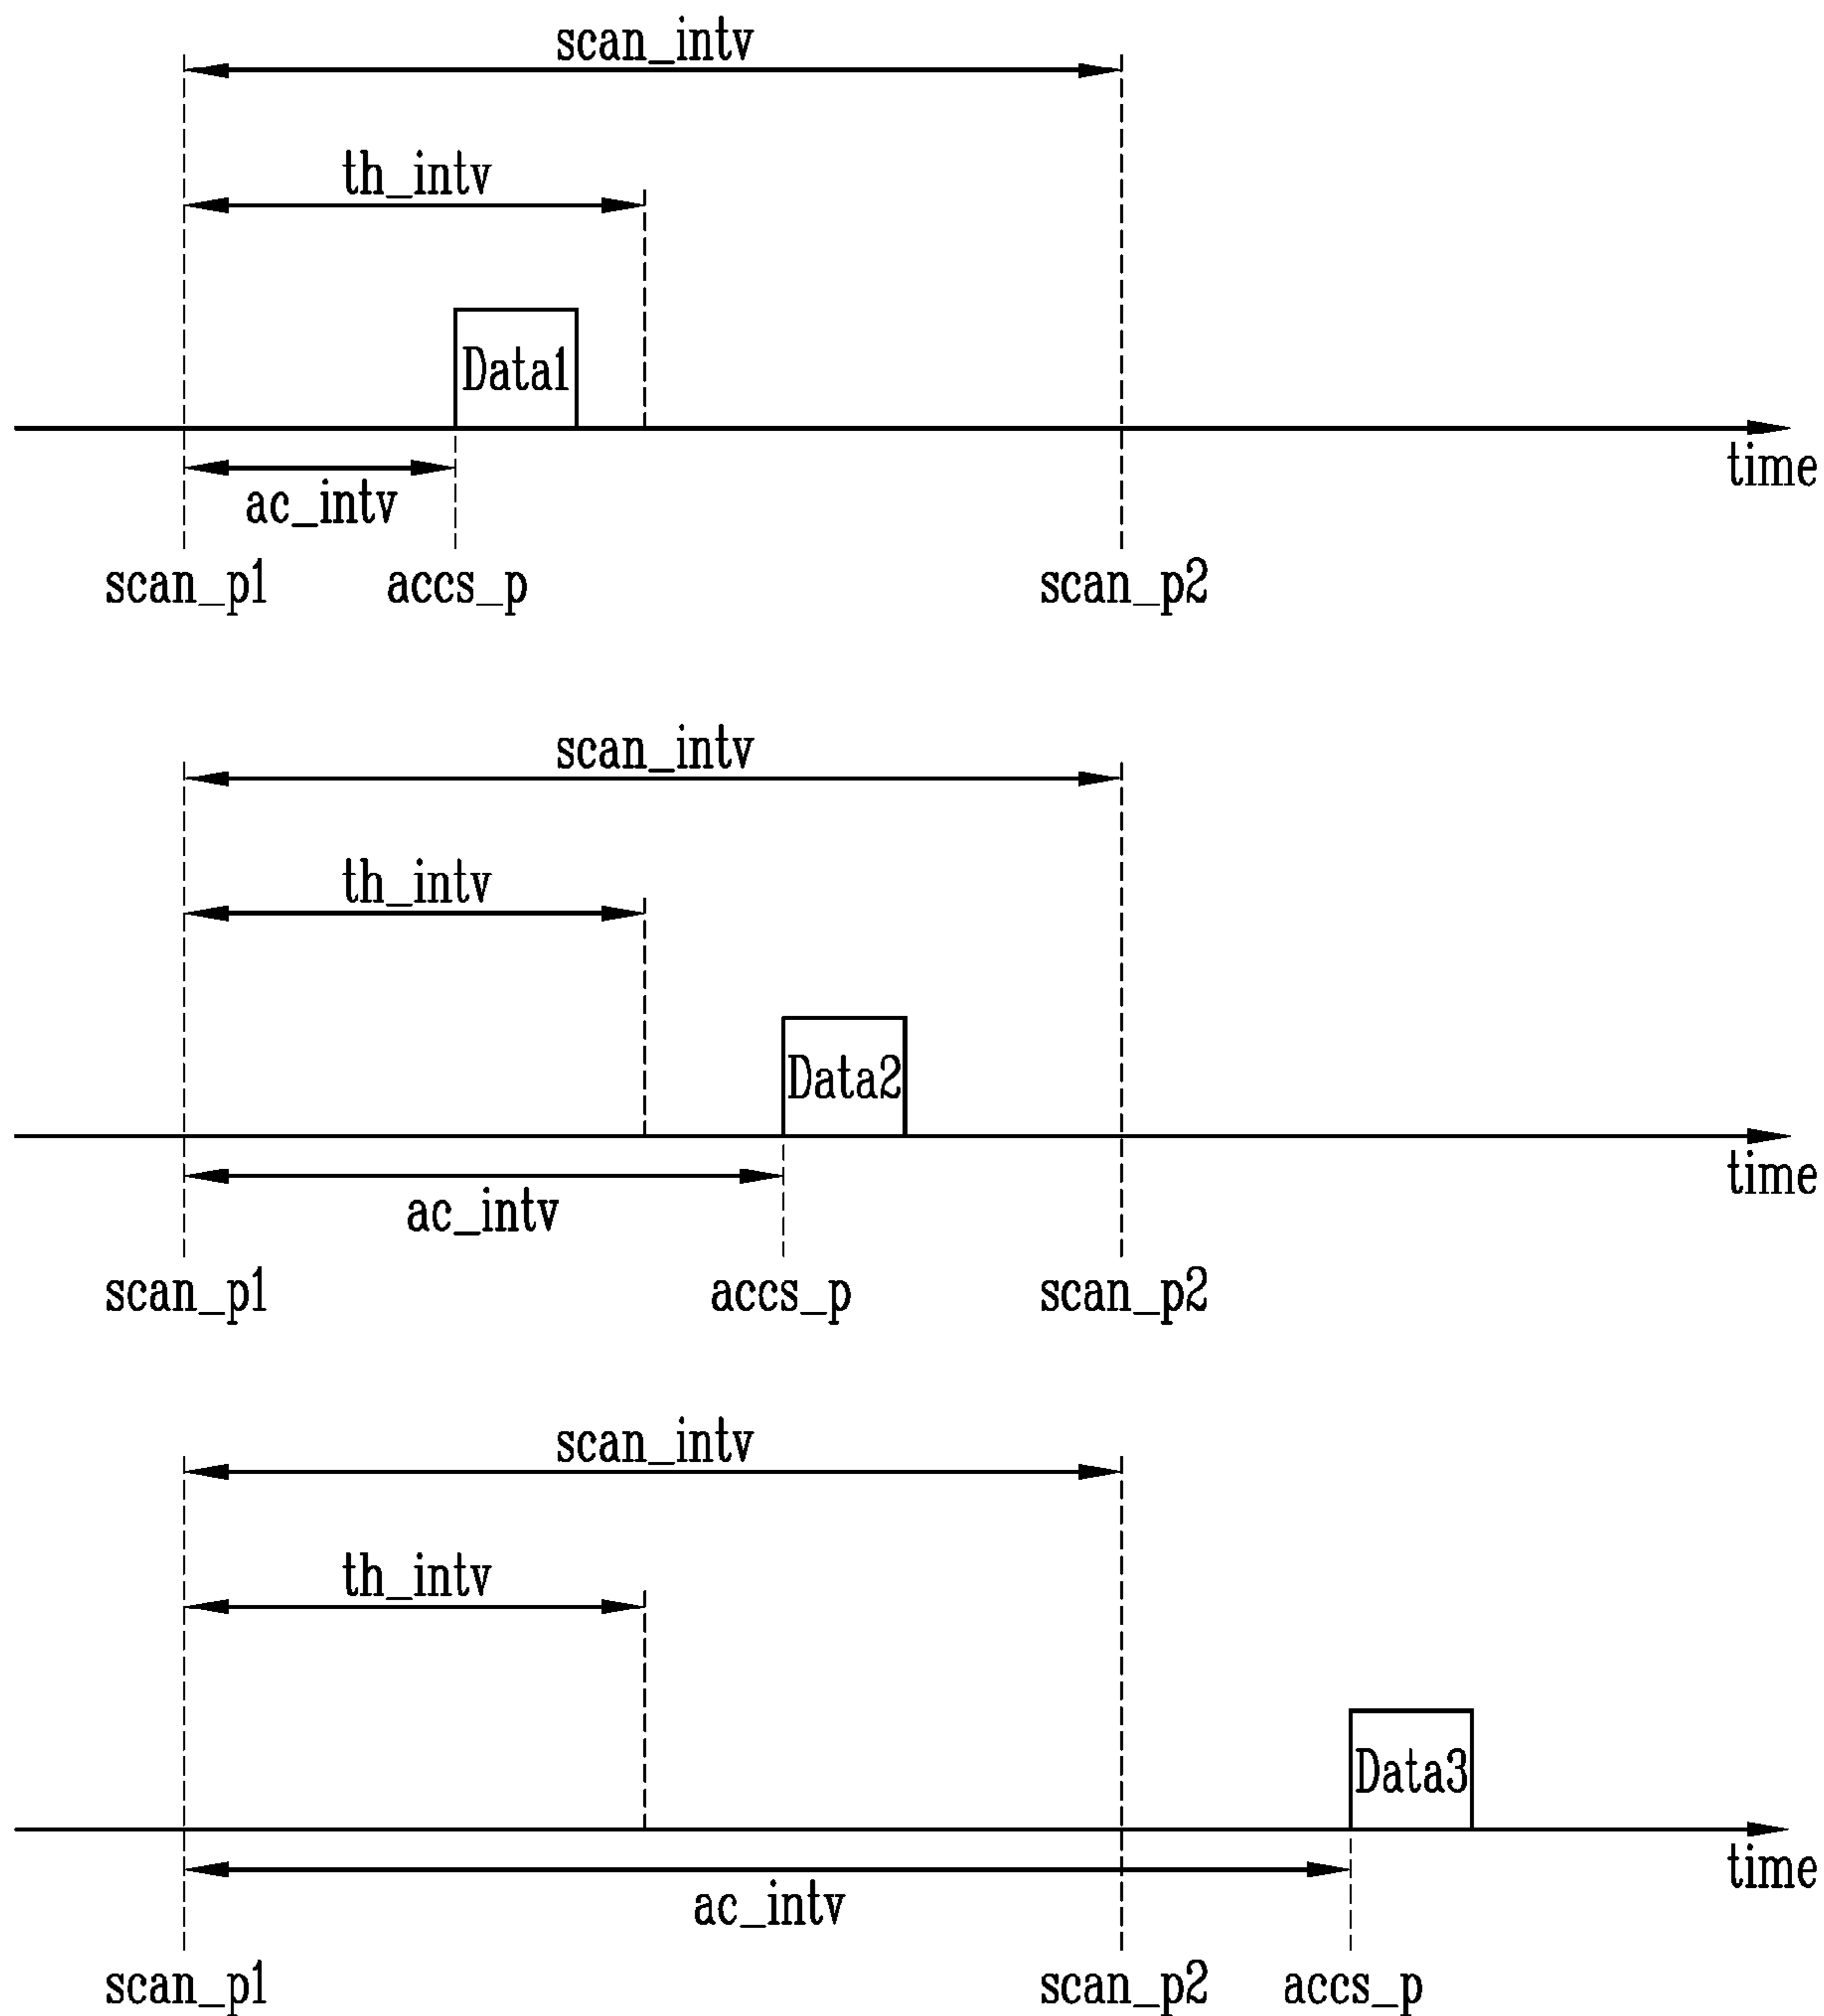 scan_intv
th_intv
Data1
time
ac_intv
scan_p1 accs_p scan_p2
scan_intv
th_intv
Data2
time
ac_intv
scan_p1 accs_p scan_p2
scan_intv
th_intv
Data3
time
ac_intv
scan_p1 scan_p2 accs_p